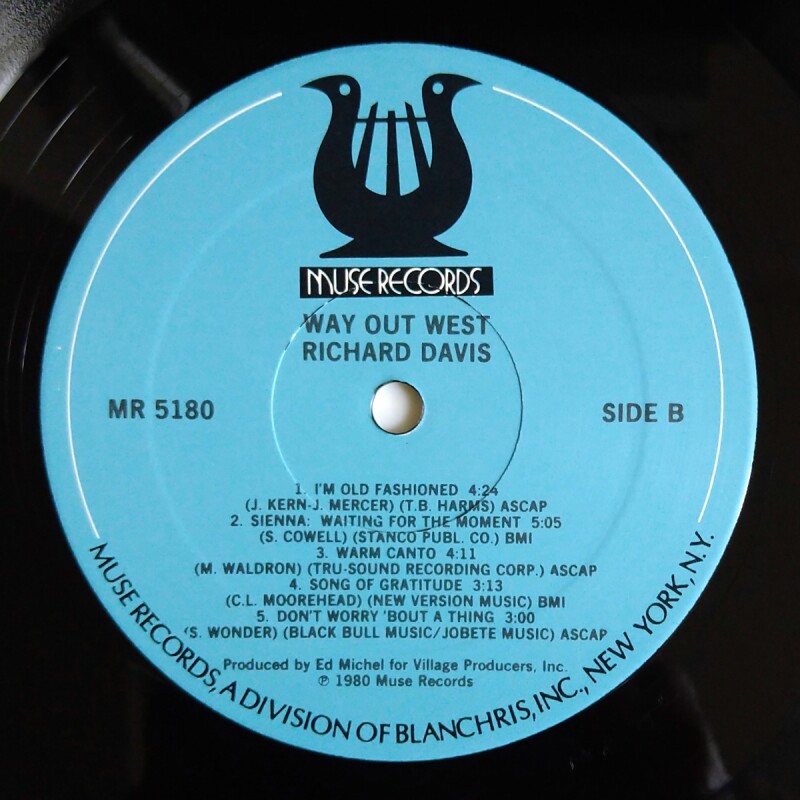 MUSE RECORDS
WAY OUT WEST
RICHARD DAVIS
MR 5180
SIDE B
1. I'M OLD FASHIONED 4:24
(J. KERN-J. MERCER) (T.B. HARMS) ASCAP
2. SIENNA: WAITING FOR THE MOMENT 5:05
(S. COWELL) (STANCO PUBL. CO.) BMI
3. WARM CANTO 4:11
(M. WALDRON) (TRU-SOUND RECORDING CORP.) ASCAP
4. SONG OF GRATITUDE 3:13
(C.L. MOOREHEAD) (NEW VERSION MUSIC) BMI
5. DON'T WORRY 'BOUT A THING 3:00
(S. WONDER) (BLACK BULL MUSIC/JOBETE MUSIC) ASCAP
Produced by Ed Michel for Village Producers, Inc.
℗ 1980 Muse Records
MUSE RECORDS, A DIVISION OF BLANCHRIS, INC., NEW YORK, N.Y.